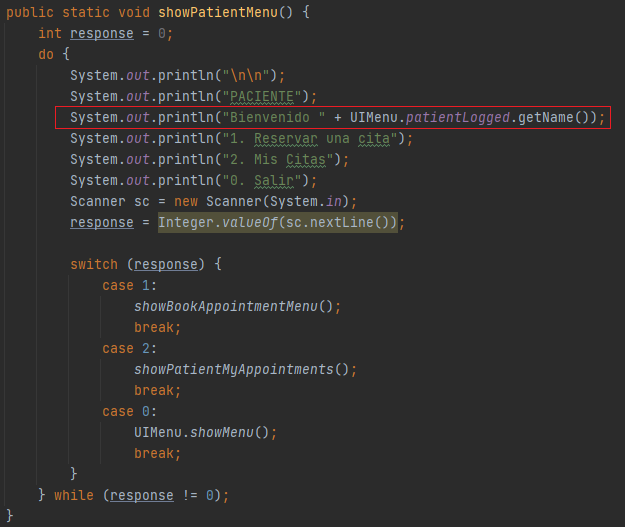 public static void showPatientMenu() {
    int response = 0;
    do {
        System.out.println("\n\n");
        System.out.println("PACIENTE");
        System.out.println("Bienvenido " + UIMenu.patientLogged.getName());
        System.out.println("1. Reservar una cita");
        System.out.println("2. Mis Citas");
        System.out.println("0. Salir");
        Scanner sc = new Scanner(System.in);
        response = Integer.valueOf(sc.nextLine());

        switch (response) {
            case 1:
                showBookAppointmentMenu();
                break;
            case 2:
                showPatientMyAppointments();
                break;
            case 0:
                UIMenu.showMenu();
                break;
        }
    } while (response != 0);
}